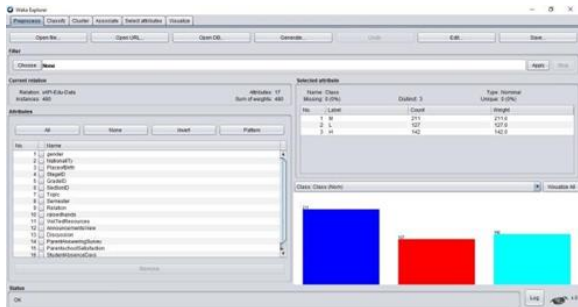 Weka Explorer
Preprocess Classify Cluster Associate Select attributes Visualize
Open file... Open URL... Open DB... Generate... Undo Edit... Save...
Filter
Choose None Apply Stop
Current relation
Relation: xAPI-Edu-Data Attributes: 17
Instances: 480 Sum of weights: 480
Attributes
All None Invert Pattern
No. Name
1 gender
2 NationalITy
3 PlaceofBirth
4 StageID
5 GradeID
6 SectionID
7 Topic
8 Semester
9 Relation
10 raisedhands
11 VisITedResources
12 AnnouncementsView
13 Discussion
14 ParentAnsweringSurvey
15 ParentschoolSatisfaction
16 StudentAbsenceDays
Remove
Selected attribute
Name: Class Type: Nominal
Missing: 0 (0%) Distinct: 3 Unique: 0 (0%)
No. Label Count Weight
1 M 211 211.0
2 L 127 127.0
3 H 142 142.0
Class: Class (Nom) Visualize All
Status
OK Log x 0